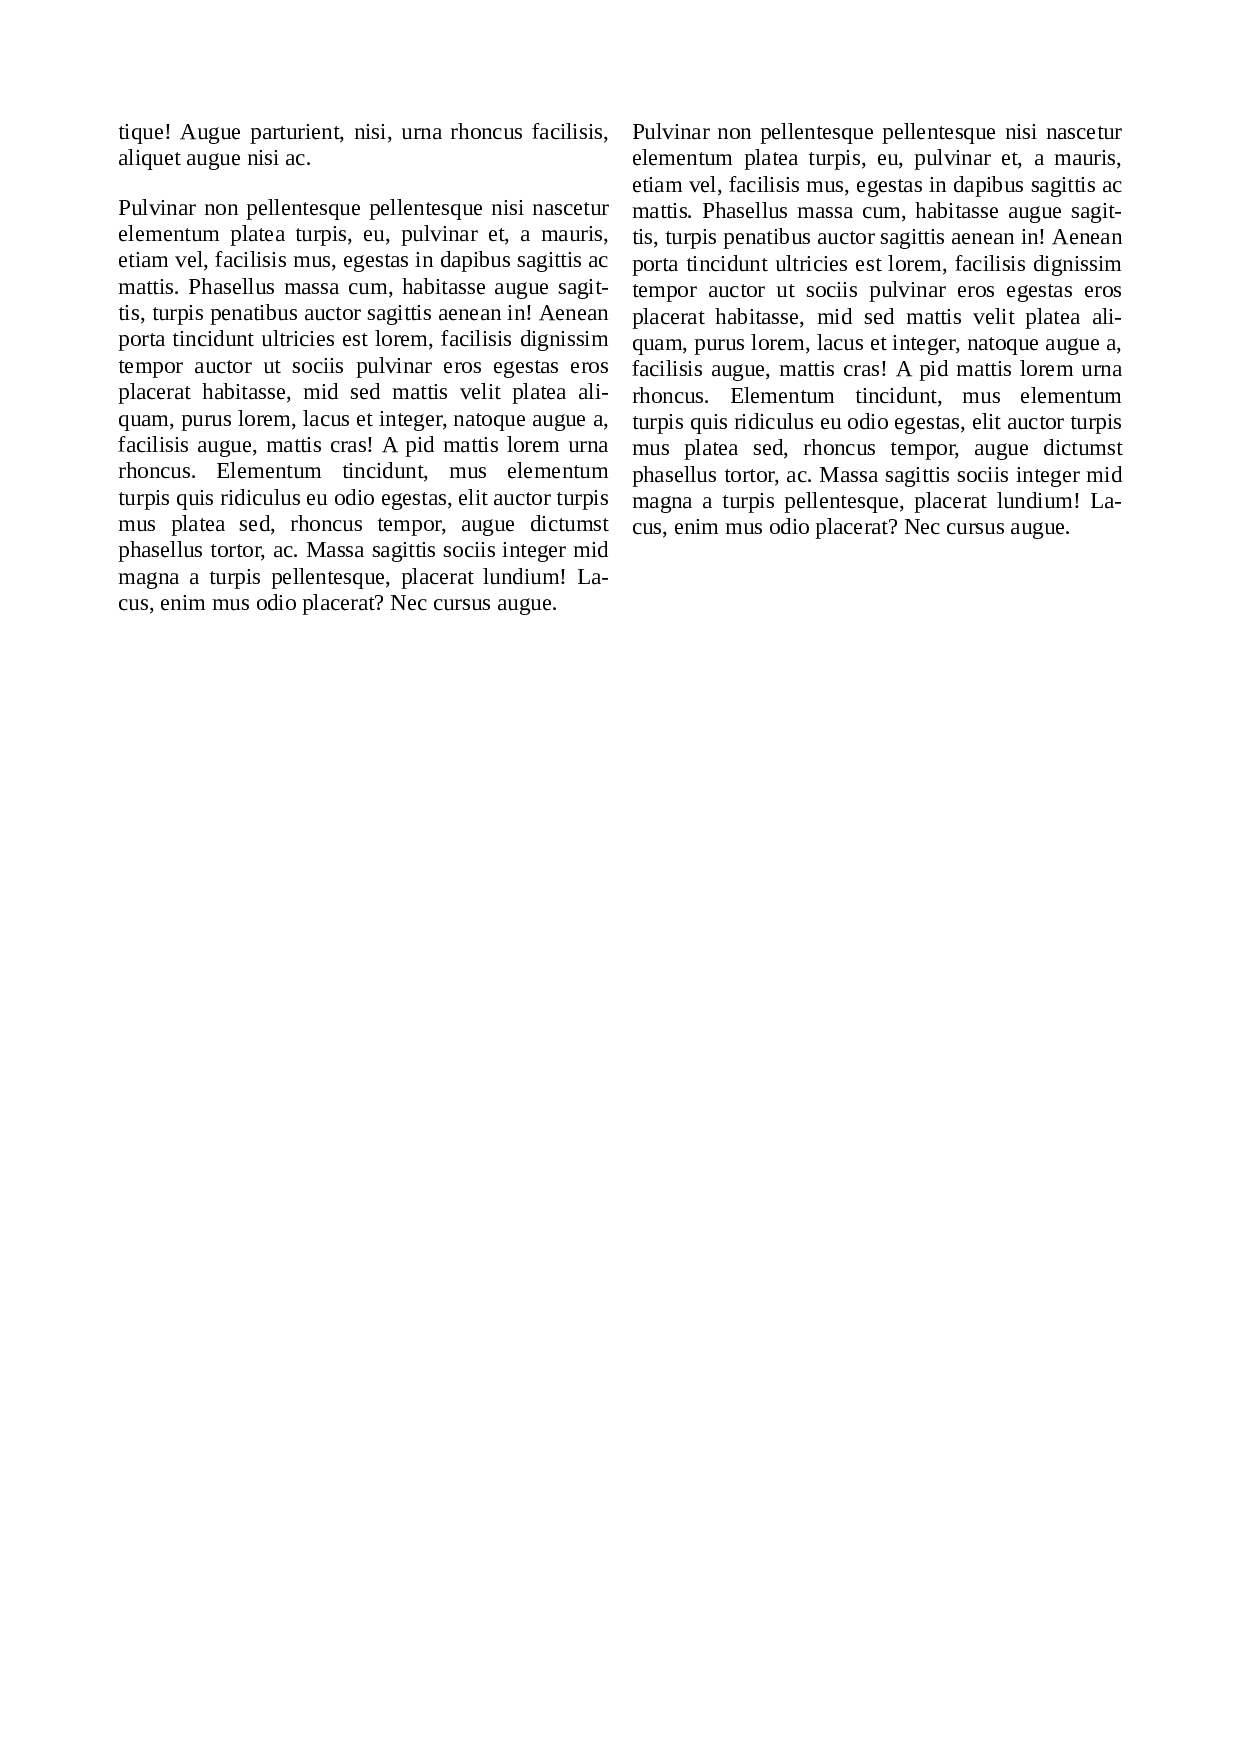 tique! Augue parturient, nisi, urna rhoncus facilisis,
aliquet augue nisi ac.
Pulvinar non pellentesque pellentesque nisi nascetur
elementum platea turpis, eu, pulvinar et, a mauris,
etiam vel, facilisis mus, egestas in dapibus sagittis ac
mattis. Phasellus massa cum, habitasse augue sagit-
tis, turpis penatibus auctor sagittis aenean in! Aenean
porta tincidunt ultricies est lorem, facilisis dignissim
tempor auctor ut sociis pulvinar eros egestas eros
placerat habitasse, mid sed mattis velit platea ali-
quam, purus lorem, lacus et integer, natoque augue a,
facilisis augue, mattis cras! A pid mattis lorem urna
rhoncus. Elementum tincidunt, mus elementum
turpis quis ridiculus eu odio egestas, elit auctor turpis
mus platea sed, rhoncus tempor, augue dictumst
phasellus tortor, ac. Massa sagittis sociis integer mid
magna a turpis pellentesque, placerat lundium! La-
cus, enim mus odio placerat? Nec cursus augue.
Pulvinar non pellentesque pellentesque nisi nascetur
elementum platea turpis, eu, pulvinar et, a mauris,
etiam vel, facilisis mus, egestas in dapibus sagittis ac
mattis. Phasellus massa cum, habitasse augue sagit-
tis, turpis penatibus auctor sagittis aenean in! Aenean
porta tincidunt ultricies est lorem, facilisis dignissim
tempor auctor ut sociis pulvinar eros egestas eros
placerat habitasse, mid sed mattis velit platea ali-
quam, purus lorem, lacus et integer, natoque augue a,
facilisis augue, mattis cras! A pid mattis lorem urna
rhoncus. Elementum tincidunt, mus elementum
turpis quis ridiculus eu odio egestas, elit auctor turpis
mus platea sed, rhoncus tempor, augue dictumst
phasellus tortor, ac. Massa sagittis sociis integer mid
magna a turpis pellentesque, placerat lundium! La-
cus, enim mus odio placerat? Nec cursus augue.